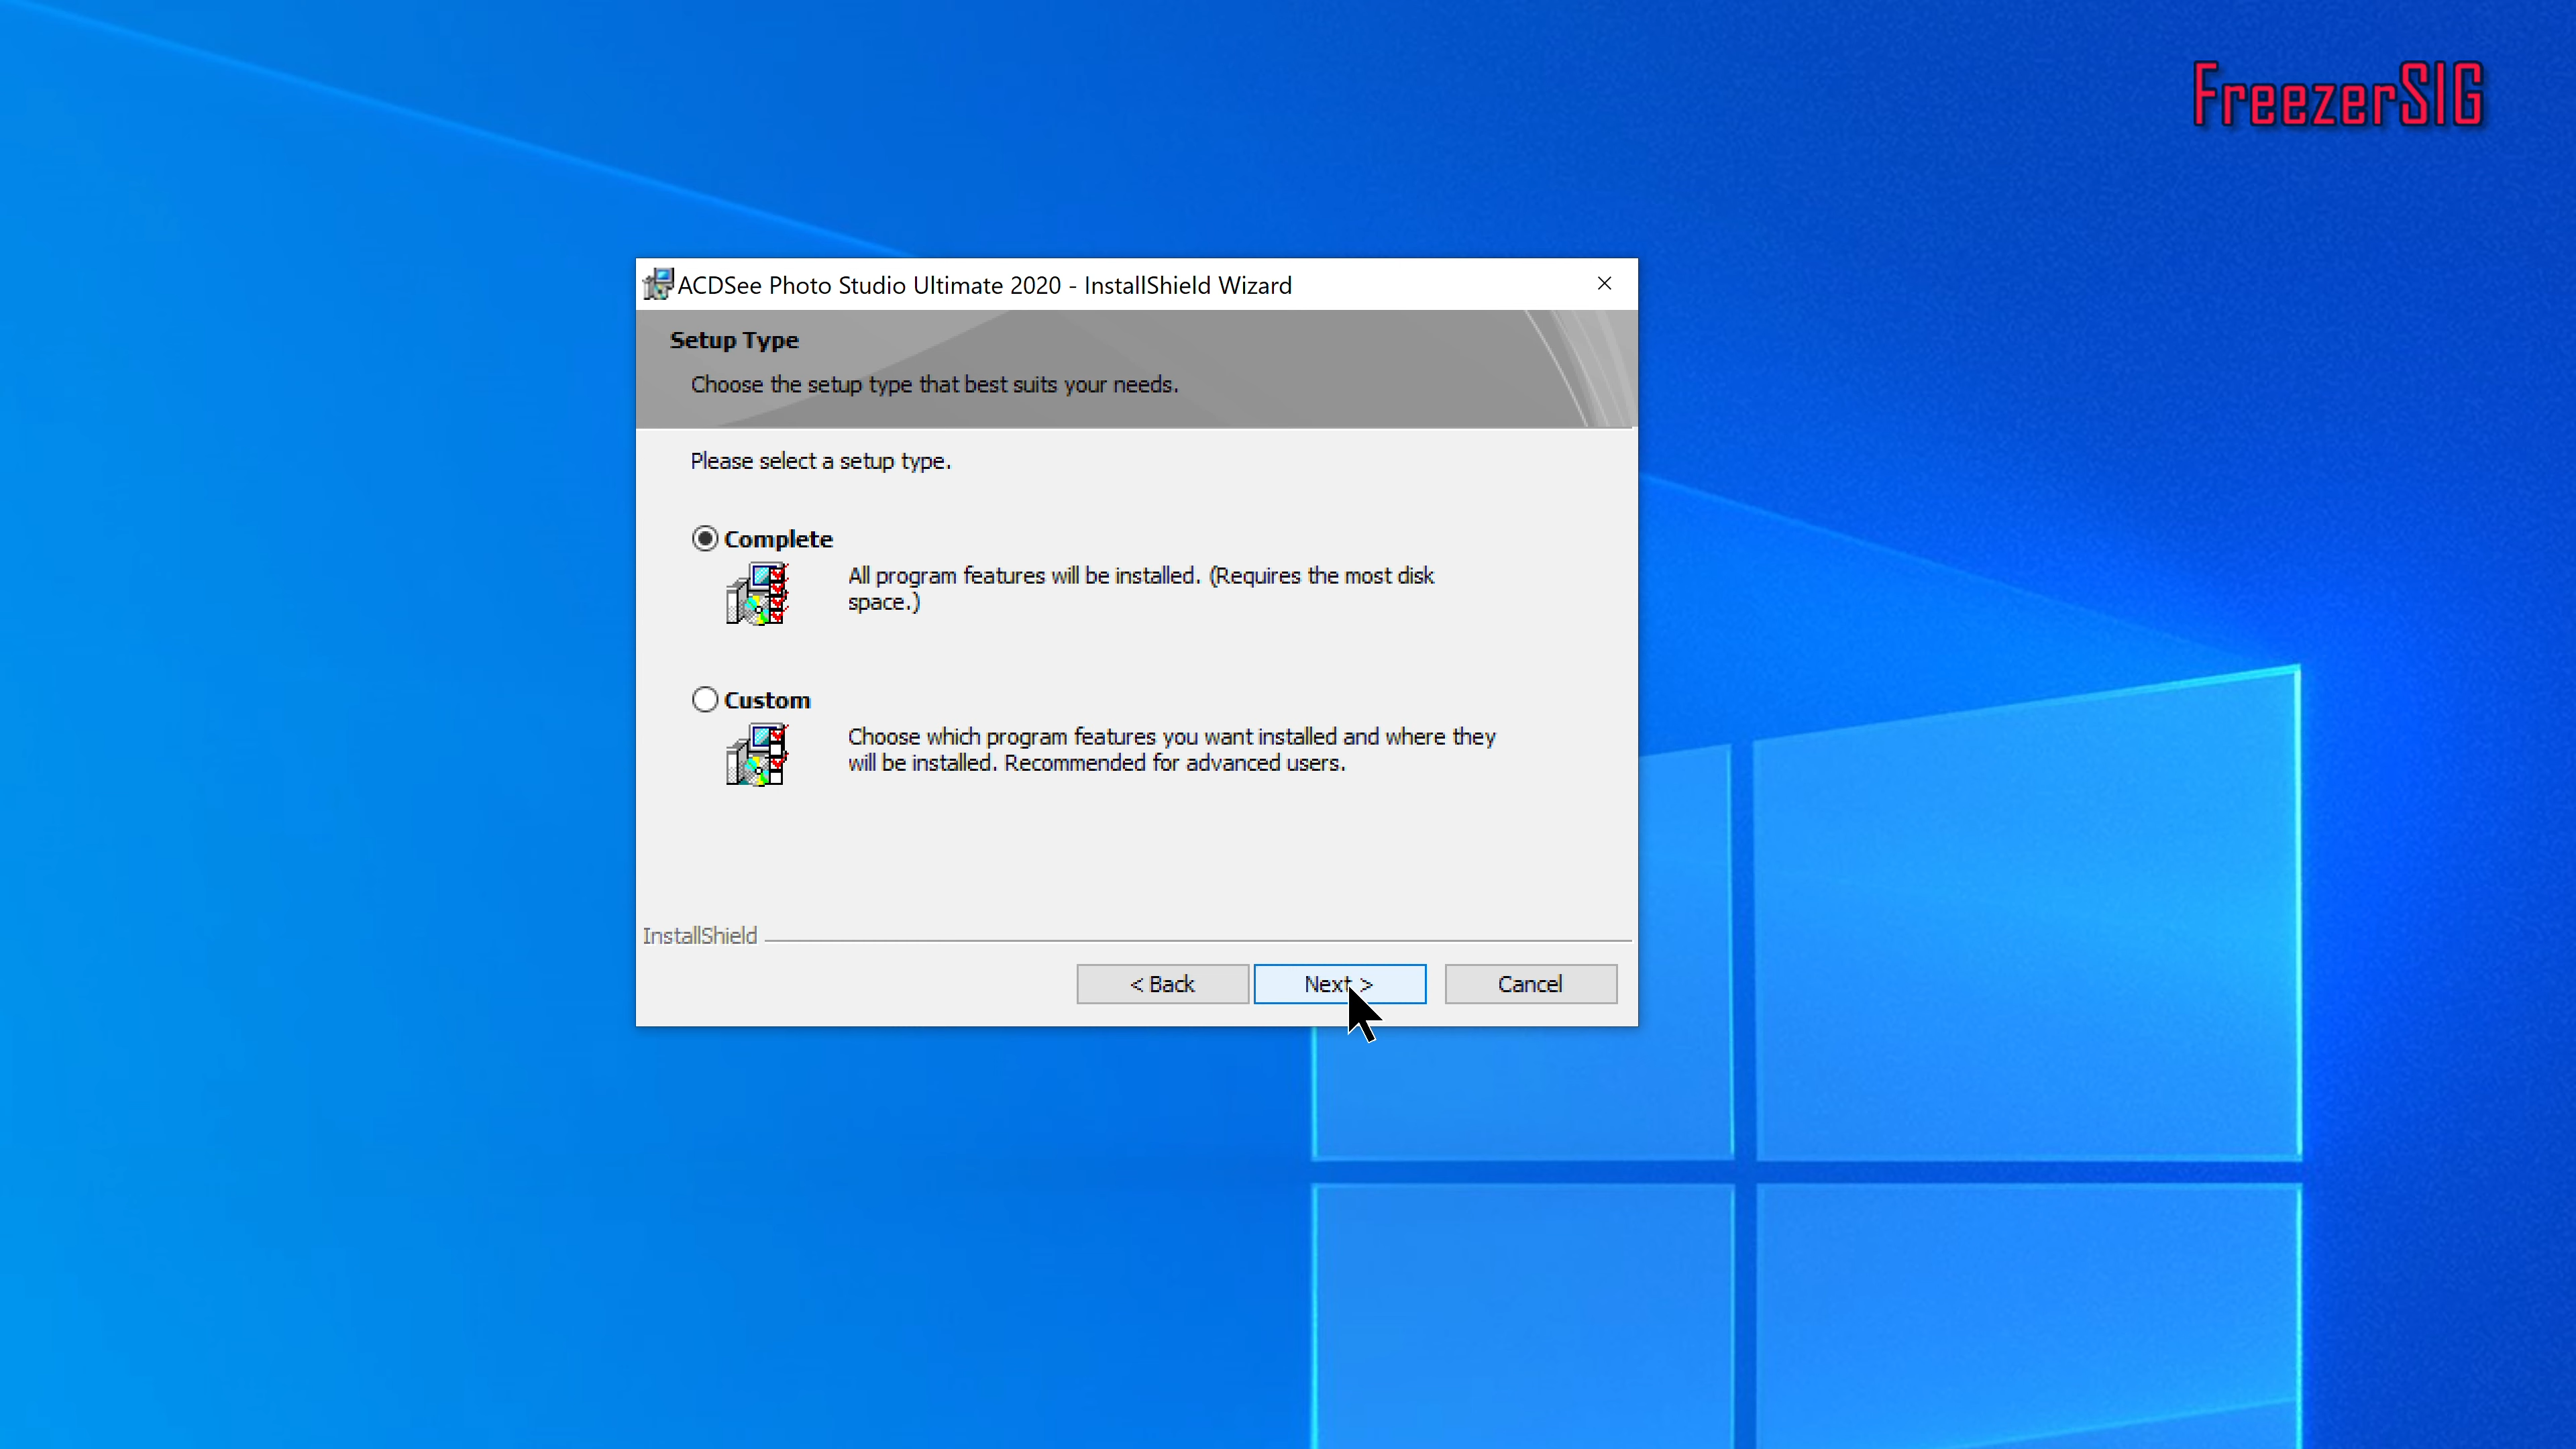 FreezerSIG
ACDSee Photo Studio Ultimate 2020 - InstallShield Wizard
Setup Type
Choose the setup type that best suits your needs.
Please select a setup type.
Complete
All program features will be installed. (Requires the most disk
space.)
Custom
Choose which program features you want installed and where they
will be installed. Recommended for advanced users.
InstallShield
< Back
Next >
Cancel